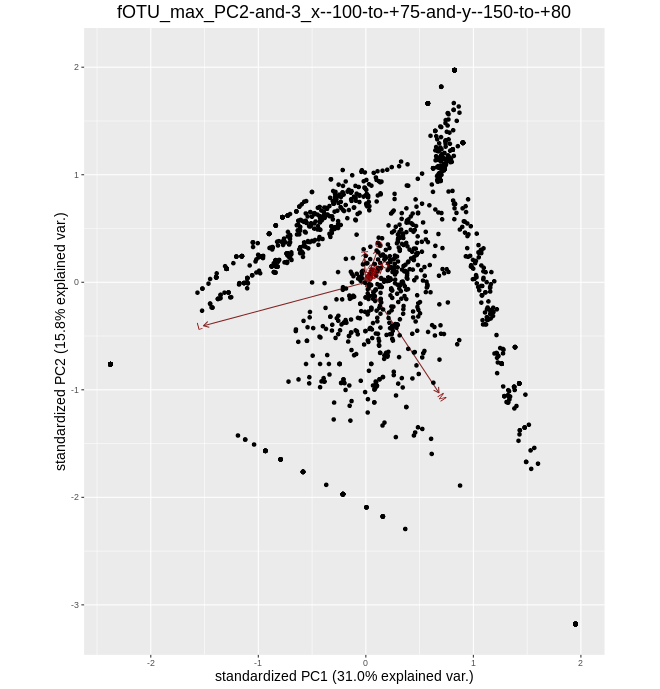 fOTU_max_PC2-and-3_x--100-to-+75-and-y--150-to-+80
standardized PC2 (15.8% explained var.)
2
1
0
-1
-2
-3
L
M
-2
-1
0
1
2
standardized PC1 (31.0% explained var.)